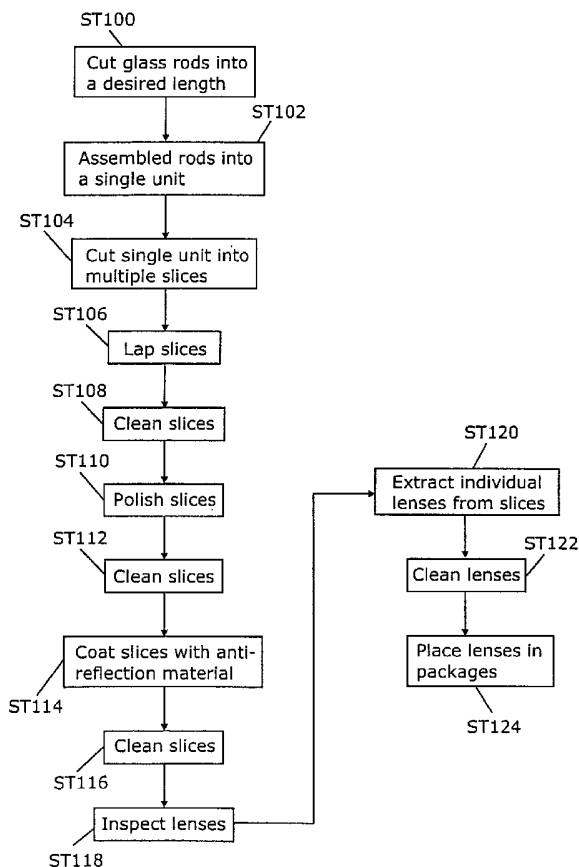 ST100
Cut glass rods into
a desired length
ST102
Assembled rods into
a single unit
ST104
Cut single unit into
multiple slices
ST106
Lap slices
ST108
Clean slices
ST110
Polish slices
ST112
Clean slices
Coat slices with anti-
reflection material
ST114
Clean slices
ST116
Inspect lenses
ST118
ST120
Extract individual
lenses from slices
ST122
Clean lenses
Place lenses in
packages
ST124